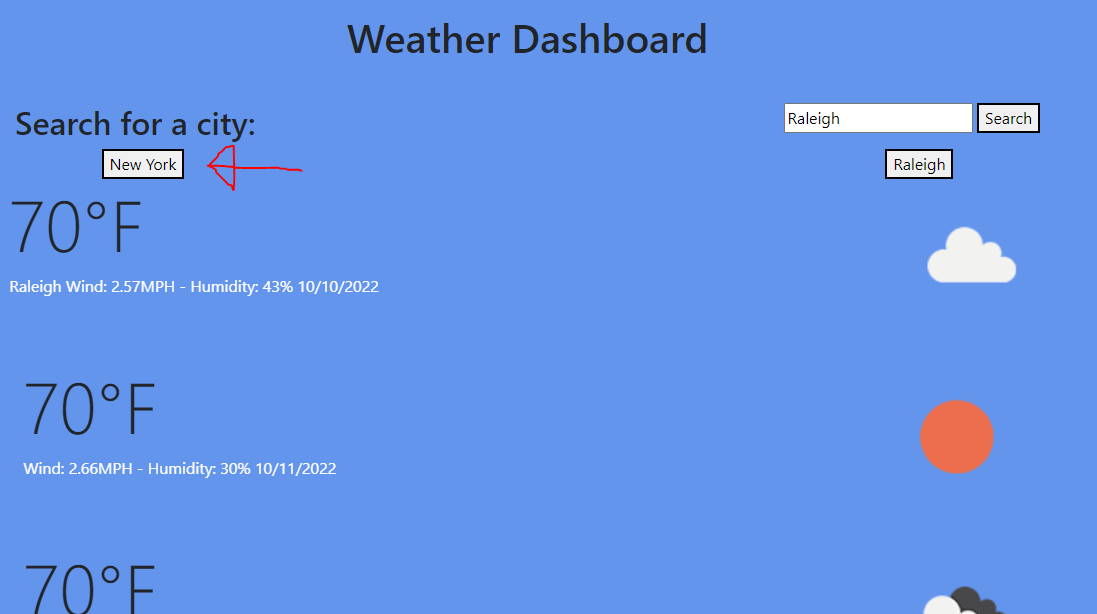 Weather Dashboard
Search for a city:
Raleigh Search
New York
Raleigh
70°F
Raleigh Wind: 2.57MPH - Humidity: 43% 10/10/2022
70°F
Wind: 2.66MPH - Humidity: 30% 10/11/2022
70°F